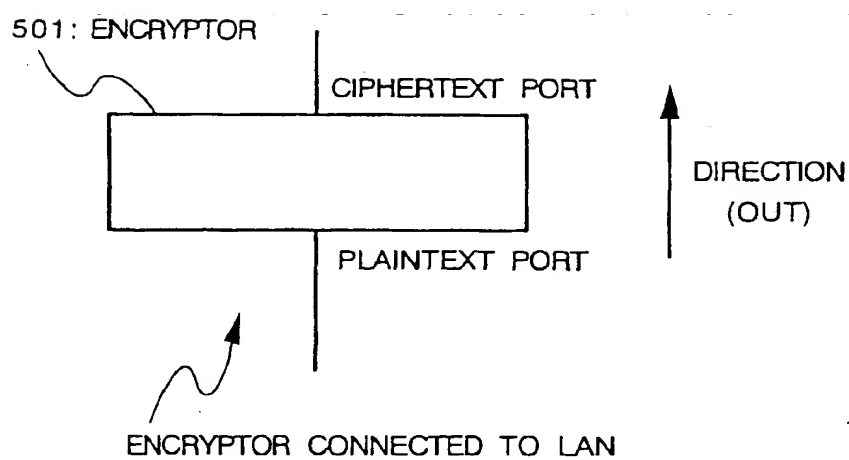 501: ENCRYPTOR
CIPHERTEXT PORT
DIRECTION
(OUT)
PLAINTEXT PORT
ENCRYPTOR CONNECTED TO LAN